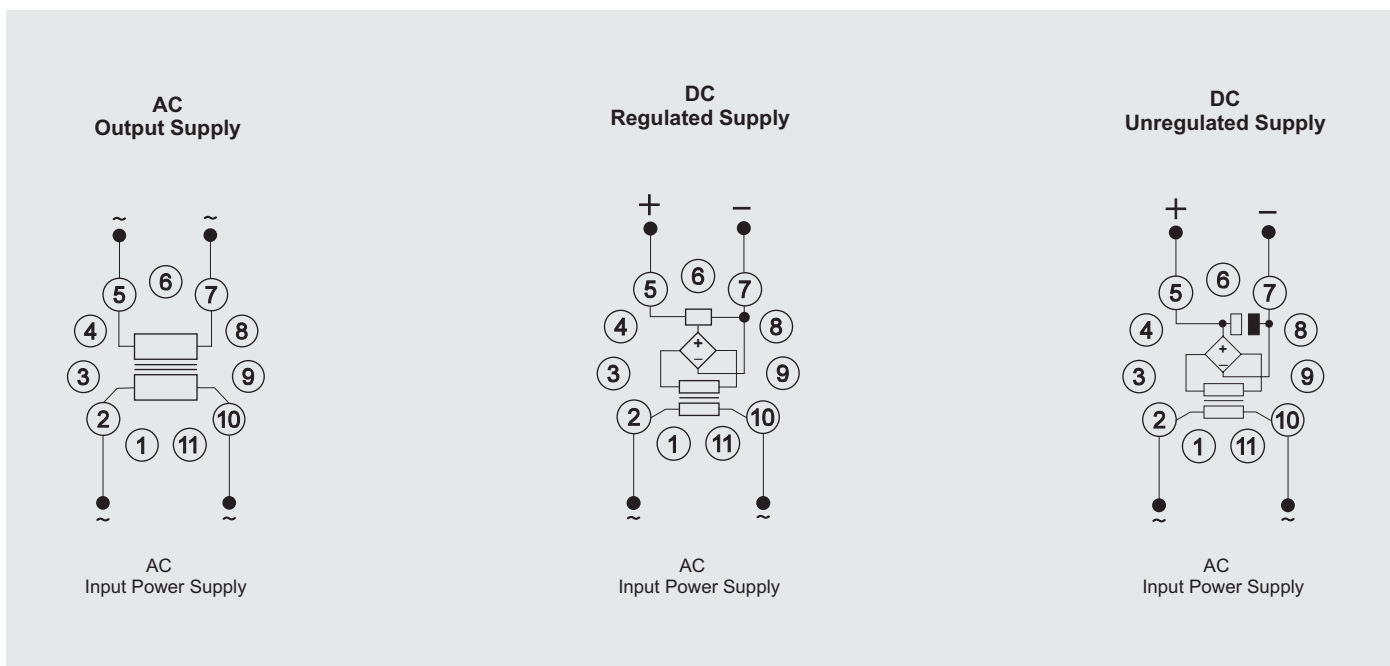 AC
Output Supply
~ ~
5 6 7
4 8
3 9
2 10
1 11
~ ~
AC
Input Power Supply
DC
Regulated Supply
+ −
5 6 7
4 8
+
−
3 9
2 10
1 11
~ ~
AC
Input Power Supply
DC
Unregulated Supply
+ −
5 6 7
4 8
+
−
3 9
2 10
1 11
~ ~
AC
Input Power Supply